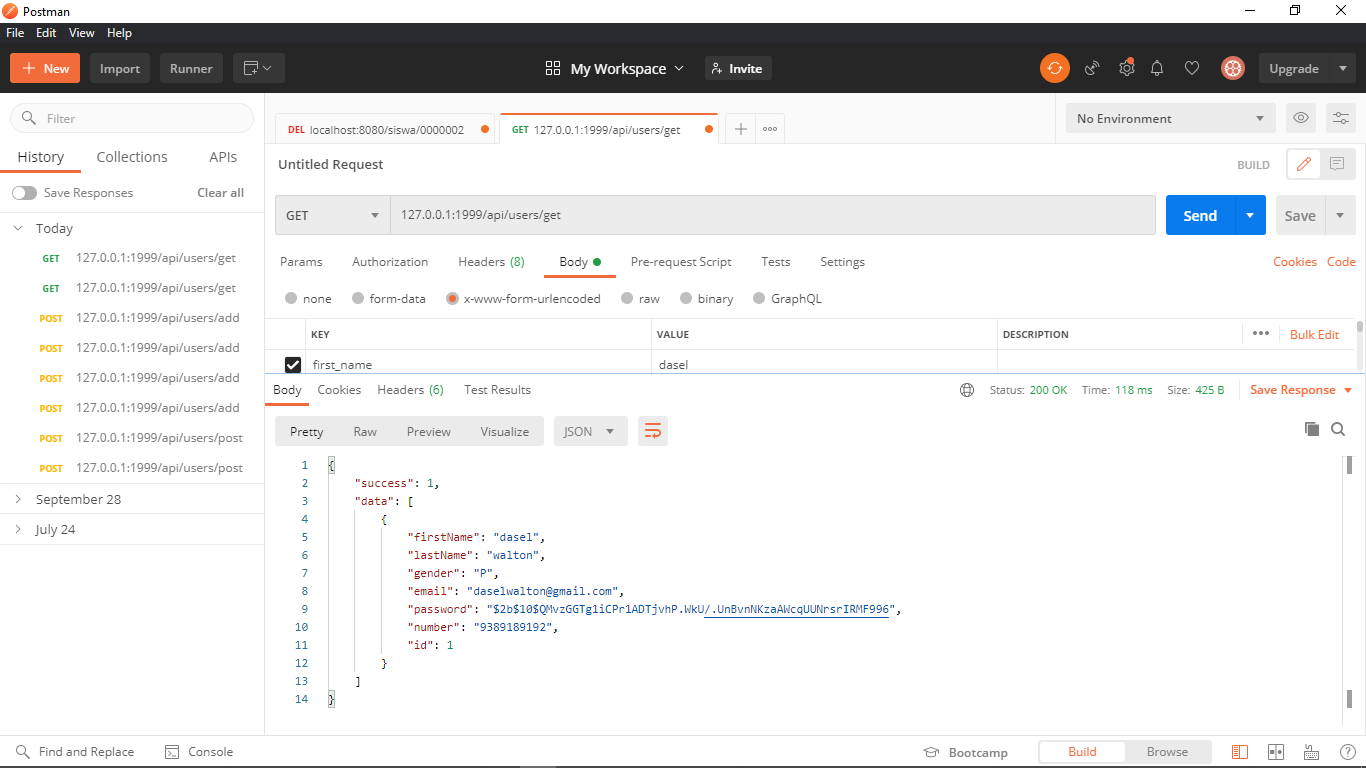 Postman
File Edit View Help
New Import Runner My Workspace Invite Upgrade
Filter
History Collections APIs
Save Responses Clear all
Today
GET 127.0.0.1:1999/api/users/get
GET 127.0.0.1:1999/api/users/get
POST 127.0.0.1:1999/api/users/add
POST 127.0.0.1:1999/api/users/add
POST 127.0.0.1:1999/api/users/add
POST 127.0.0.1:1999/api/users/add
POST 127.0.0.1:1999/api/users/post
POST 127.0.0.1:1999/api/users/post
September 28
July 24
DEL localhost:8080/siswa/0000002 GET 127.0.0.1:1999/api/users/get No Environment
Untitled Request BUILD
GET 127.0.0.1:1999/api/users/get Send Save
Params Authorization Headers (8) Body Pre-request Script Tests Settings Cookies Code
none form-data x-www-form-urlencoded raw binary GraphQL
KEY VALUE DESCRIPTION Bulk Edit
first_name dasel
Body Cookies Headers (6) Test Results Status: 200 OK Time: 118 ms Size: 425 B Save Response
Pretty Raw Preview Visualize JSON
1 {
2 "success": 1,
3 "data": [
4 {
5 "firstName": "dasel",
6 "lastName": "walton",
7 "gender": "P",
8 "email": "daselwalton@gmail.com",
9 "password": "$2b$10$QMvzGGTg1iCPr1ADTjvhP.WkU/.UnBvnNKzaAWcqUUNrsrIRMF996",
10 "number": "9389189192",
11 "id": 1
12 }
13 ]
14 }
Find and Replace Console Bootcamp Build Browse